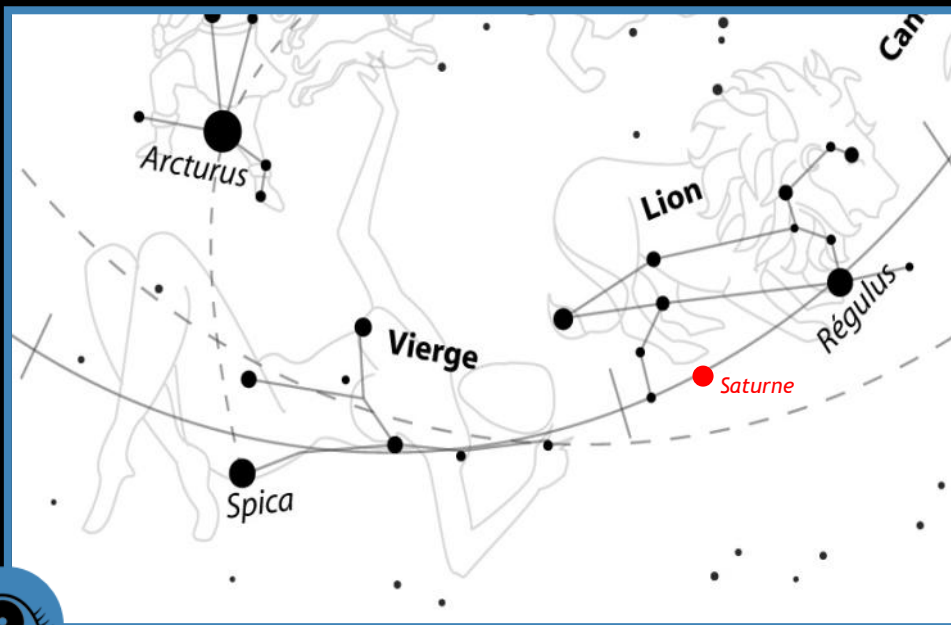 Can
Arcturus
Lion
Régulus
Vierge
Saturne
Spica